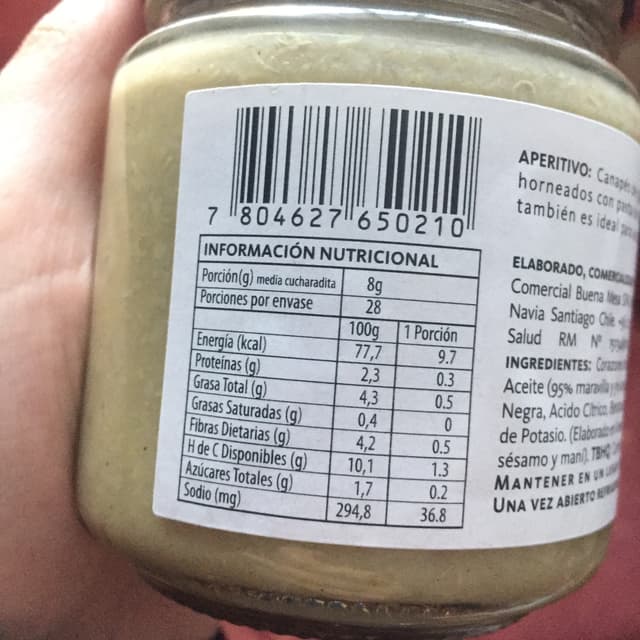 7 804627 650210
INFORMACIÓN NUTRICIONAL
Porción(g) media cucharadita 8g
Porciones por envase 28
100g 1 Porción
Energía (kcal) 77,7 9.7
Proteínas (g) 2,3 0.3
Grasa Total (g) 4,3 0.5
Grasas Saturadas (g) 0,4 0
Fibras Dietarias (g) 4,2 0.5
H de C Disponibles (g) 10,1 1.3
Azúcares Totales (g) 1,7 0.2
Sodio (mg) 294,8 36.8
APERITIVO: Canapés
horneados con
también es ideal
ELABORADO,
Comercial Buena Mesa
Navia Santiago Chile
Salud RM Nº
INGREDIENTES:
Aceite (95% maravilla y
Negra, Acido Cítrico,
de Potasio. (Elaborado
sésamo y maní). TBHQ
MANTENER EN UN
UNA VEZ ABIERTO